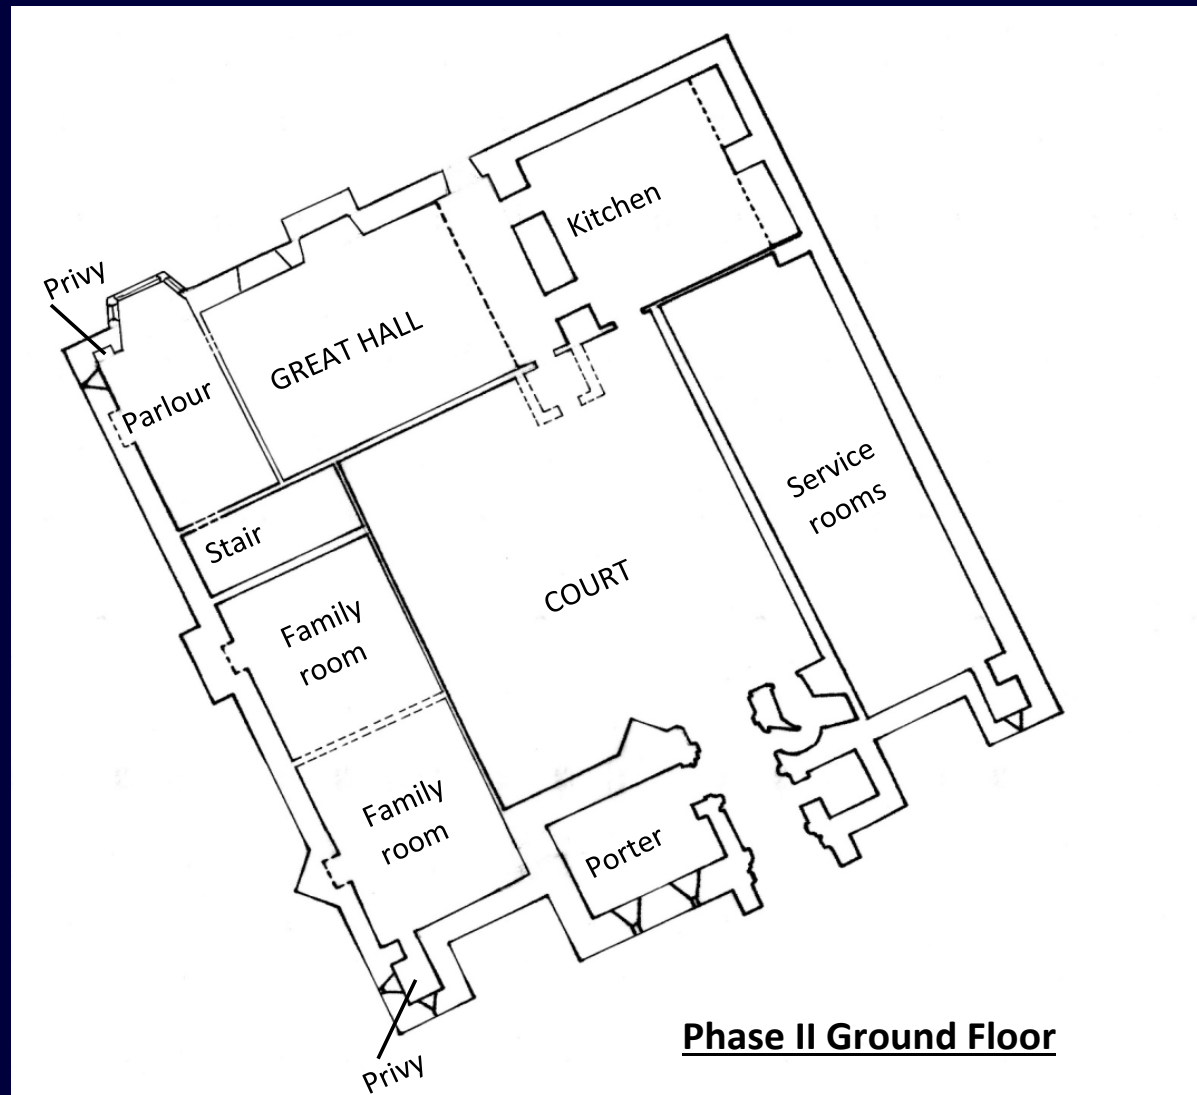 Kitchen
Privy
GREAT HALL
Parlour
Service
rooms
Stair
COURT
Family
room
Family
room
Porter
Phase II Ground Floor
Privy